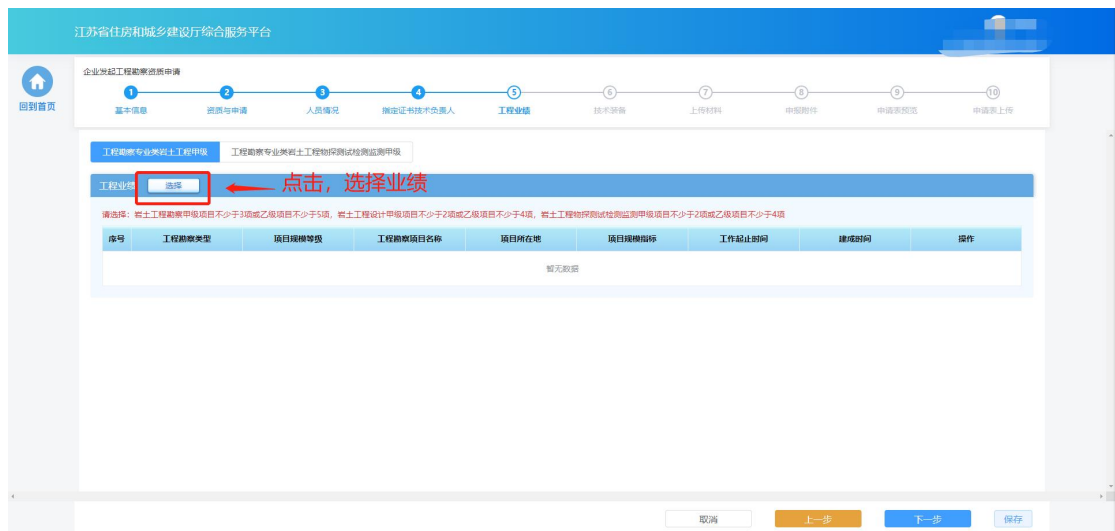 江苏省住房和城乡建设厅综合服务平台
回到首页
企业发起工程勘察资质申请
1 2 3 4 5 6 7 8 9 10
基本信息 资质与申请 人员情况 指定证书技术负责人 工程业绩 技术装备 上传材料 申报附件 申请表预览 申请表上传
工程勘察专业类岩土工程甲级 工程勘察专业类岩土工程物探测试检测监测甲级
工程业绩 选择 点击，选择业绩
请选择：岩土工程勘察甲级项目不少于3项或乙级项目不少于5项，岩土工程设计甲级项目不少于2项或乙级项目不少于4项，岩土工程物探测试检测监测甲级项目不少于2项或乙级项目不少于4项
序号 工程勘察类型 项目规模等级 工程勘察项目名称 项目所在地 项目规模指标 工作起止时间 建成时间 操作
暂无数据
取消 上一步 下一步 保存